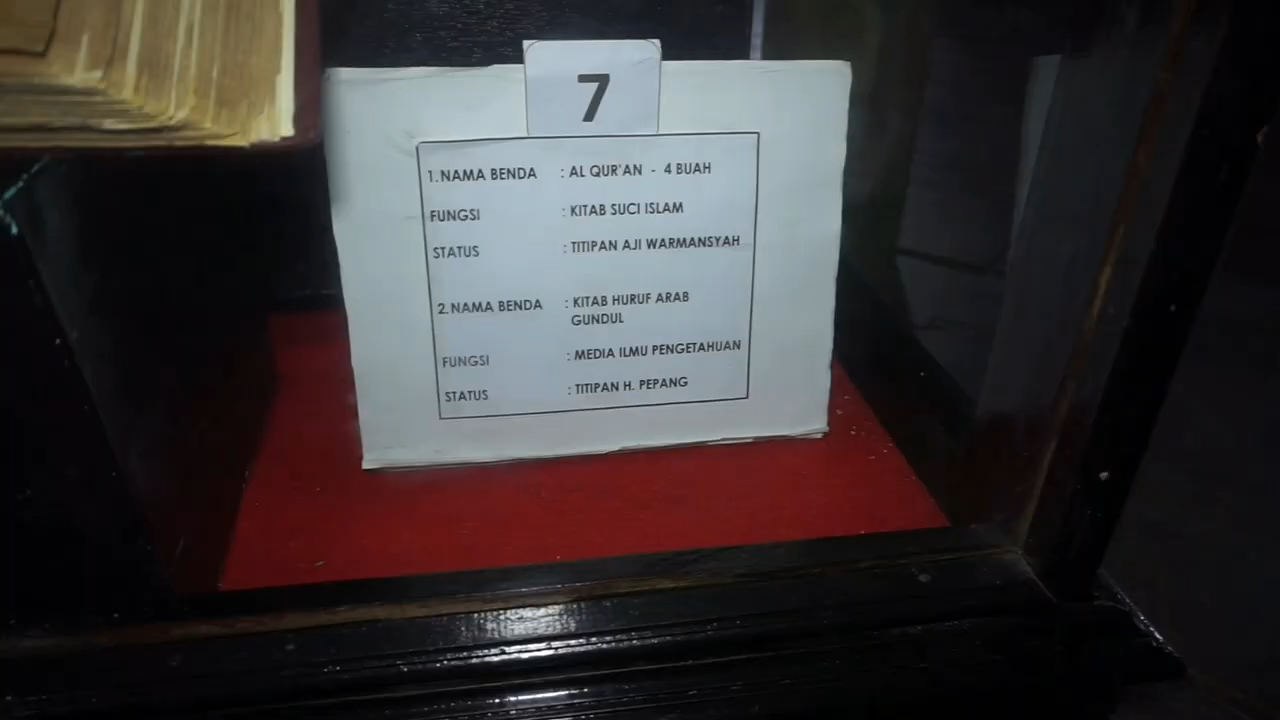 7
1. NAMA BENDA : AL QUR'AN - 4 BUAH
FUNGSI : KITAB SUCI ISLAM
STATUS : TITIPAN AJI WARMANSYAH
2. NAMA BENDA : KITAB HURUF ARAB
GUNDUL
FUNGSI : MEDIA ILMU PENGETAHUAN
STATUS : TITIPAN H. PEPANG